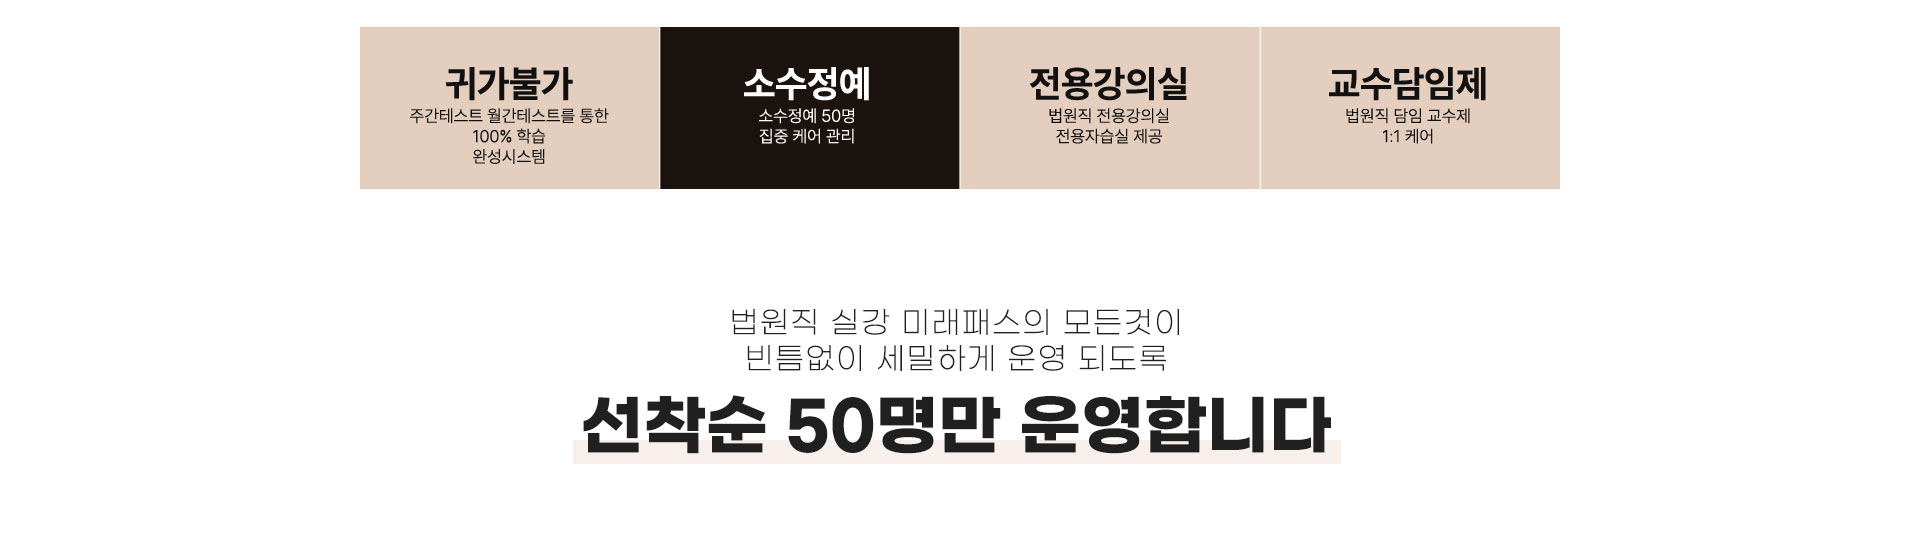 귀가불가
주간테스트 월간테스트를 통한
100% 학습
완성시스템
소수정예
소수정예 50명
집중 케어 관리
전용강의실
법원직 전용강의실
전용자습실 제공
교수담임제
법원직 담임 교수제
1:1 케어
법원직 실강 미래패스의 모든것이
빈틈없이 세밀하게 운영 되도록
선착순 50명만 운영합니다